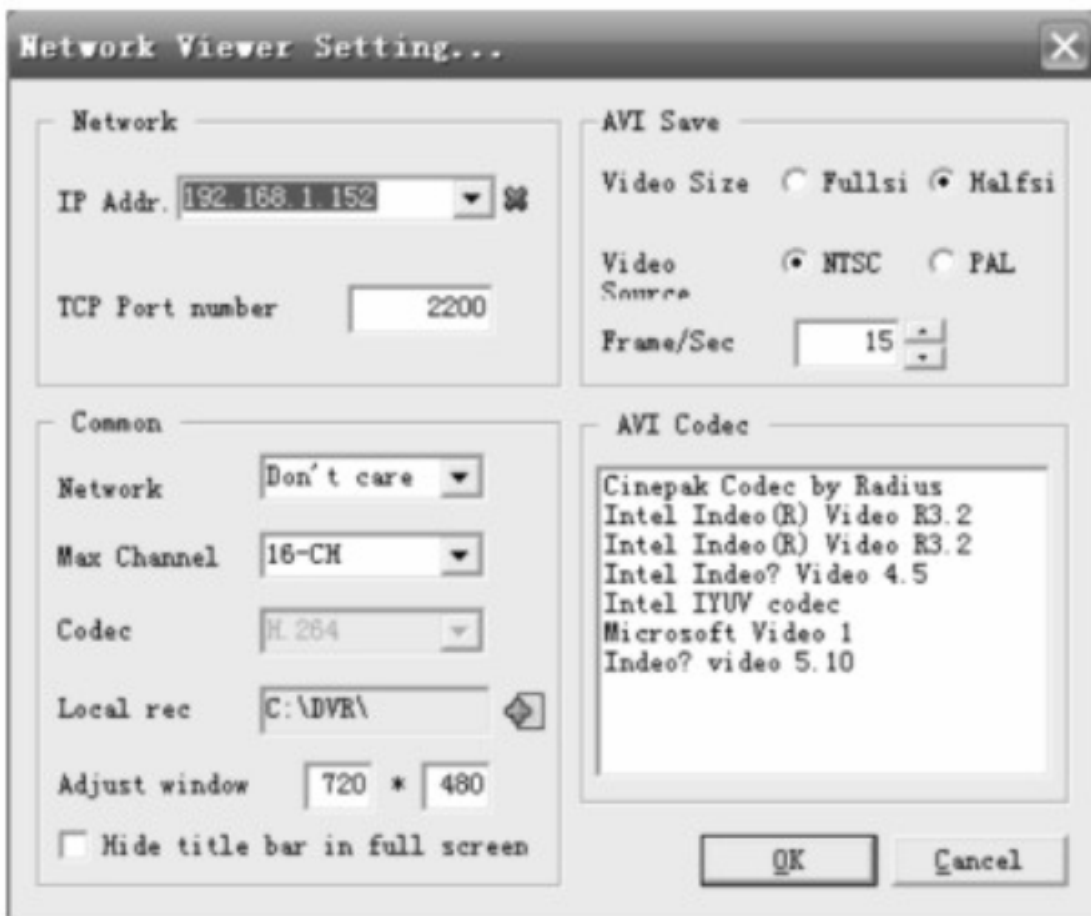 Network Viewer Setting...
Network
IP Addr. 192.168.1.152
TCP Port number 2200
AVI Save
Video Size Fullsi Halfsi
Video Source NTSC PAL
Frame/Sec 15
Common
Network Don't care
Max Channel 16-CH
Codec H.264
Local rec C:\DVR\
Adjust window 720 * 480
Hide title bar in full screen
AVI Codec
Cinepak Codec by Radius
Intel Indeo(R) Video R3.2
Intel Indeo(R) Video R3.2
Intel Indeo? Video 4.5
Intel IYUV codec
Microsoft Video 1
Indeo? video 5.10
OK Cancel